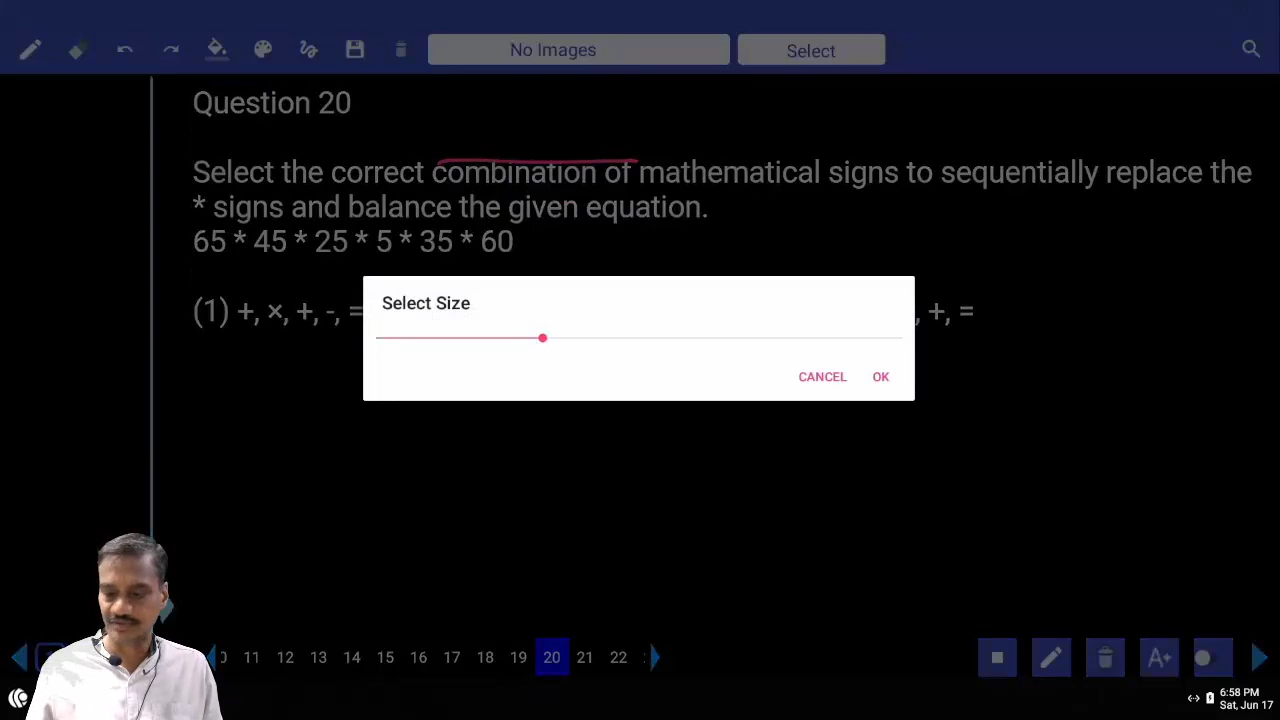 No Images
Select
Question 20
Select the correct combination of mathematical signs to sequentially replace the
* signs and balance the given equation.
65 * 45 * 25 * 5 * 35 * 60
(1) +, ×, +, -, = , +, =
Select Size
CANCEL OK
11 12 13 14 15 16 17 18 19 20 21 22
A+
6:58 PM
Sat, Jun 17